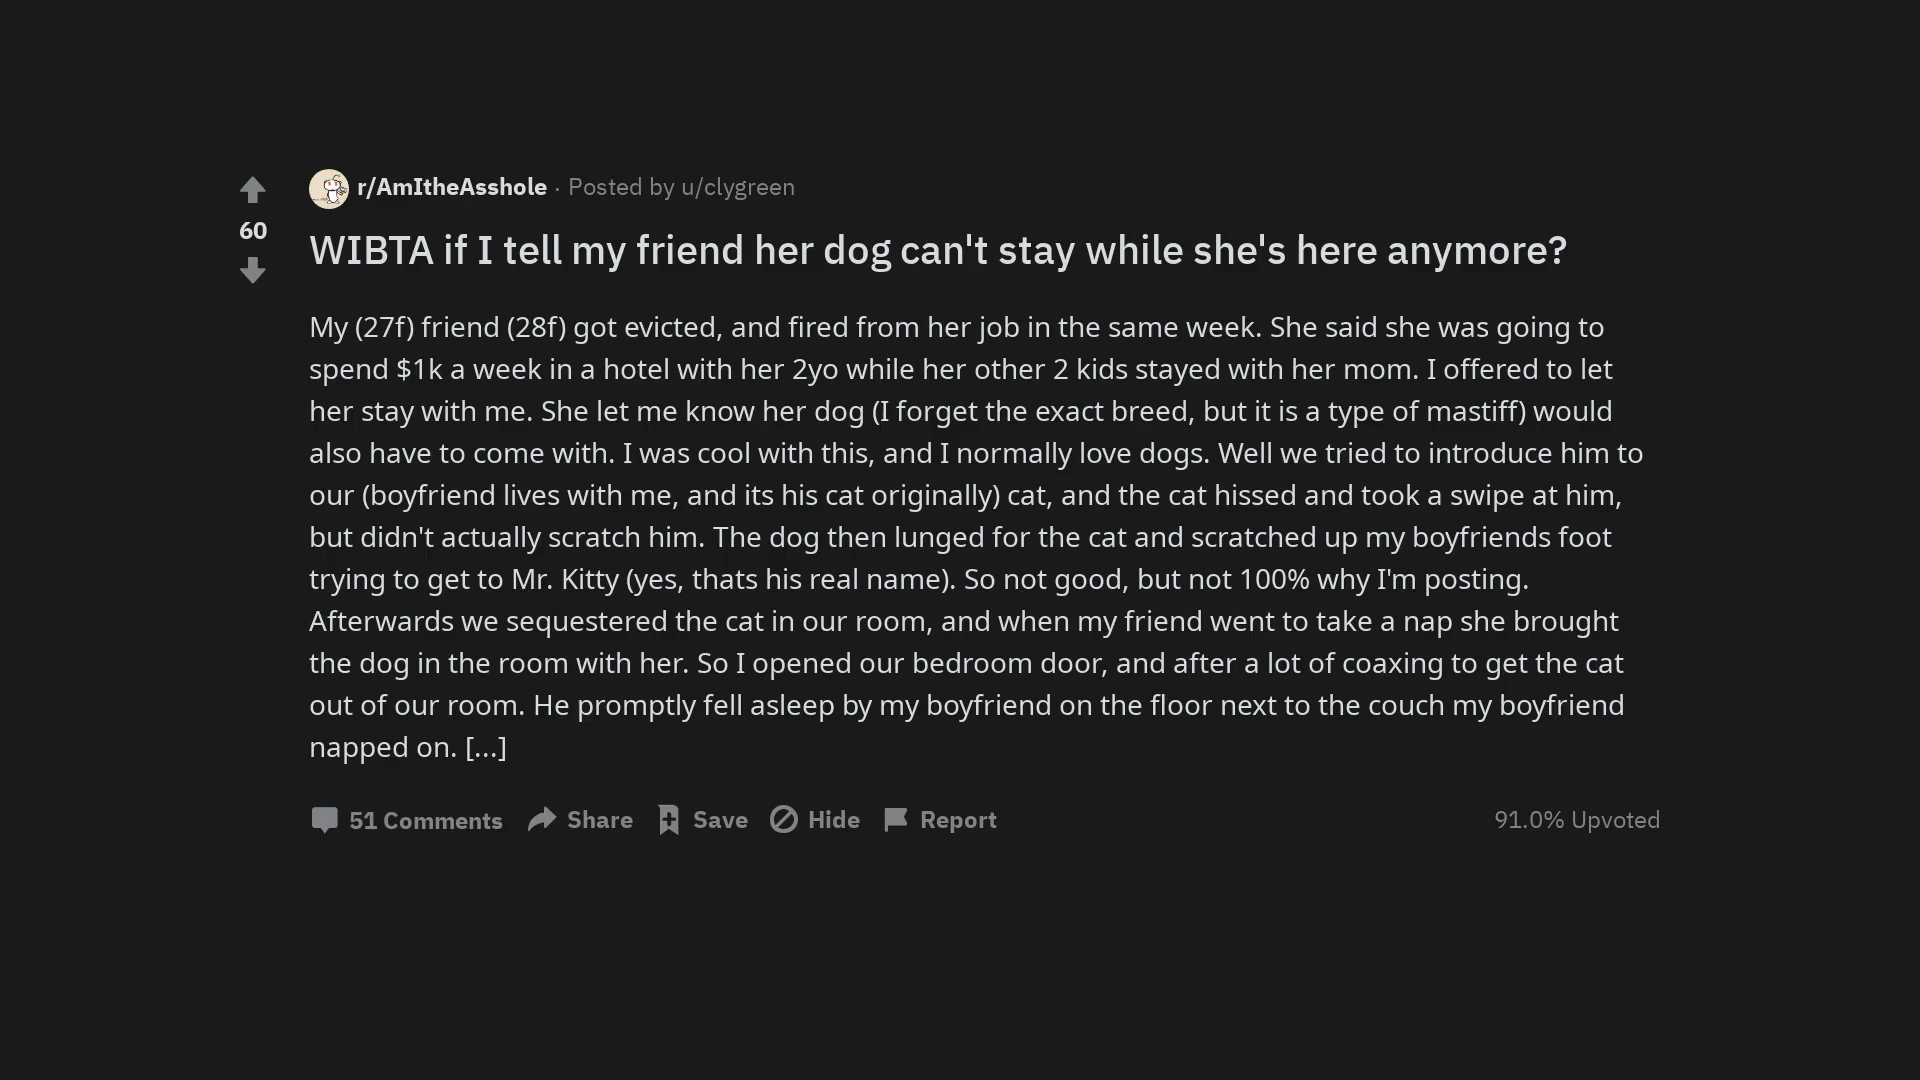 r/AmItheAsshole · Posted by u/clygreen
60
WIBTA if I tell my friend her dog can't stay while she's here anymore?
My (27f) friend (28f) got evicted, and fired from her job in the same week. She said she was going to
spend $1k a week in a hotel with her 2yo while her other 2 kids stayed with her mom. I offered to let
her stay with me. She let me know her dog (I forget the exact breed, but it is a type of mastiff) would
also have to come with. I was cool with this, and I normally love dogs. Well we tried to introduce him to
our (boyfriend lives with me, and its his cat originally) cat, and the cat hissed and took a swipe at him,
but didn't actually scratch him. The dog then lunged for the cat and scratched up my boyfriends foot
trying to get to Mr. Kitty (yes, thats his real name). So not good, but not 100% why I'm posting.
Afterwards we sequestered the cat in our room, and when my friend went to take a nap she brought
the dog in the room with her. So I opened our bedroom door, and after a lot of coaxing to get the cat
out of our room. He promptly fell asleep by my boyfriend on the floor next to the couch my boyfriend
napped on. [...]
51 Comments Share Save Hide Report 91.0% Upvoted